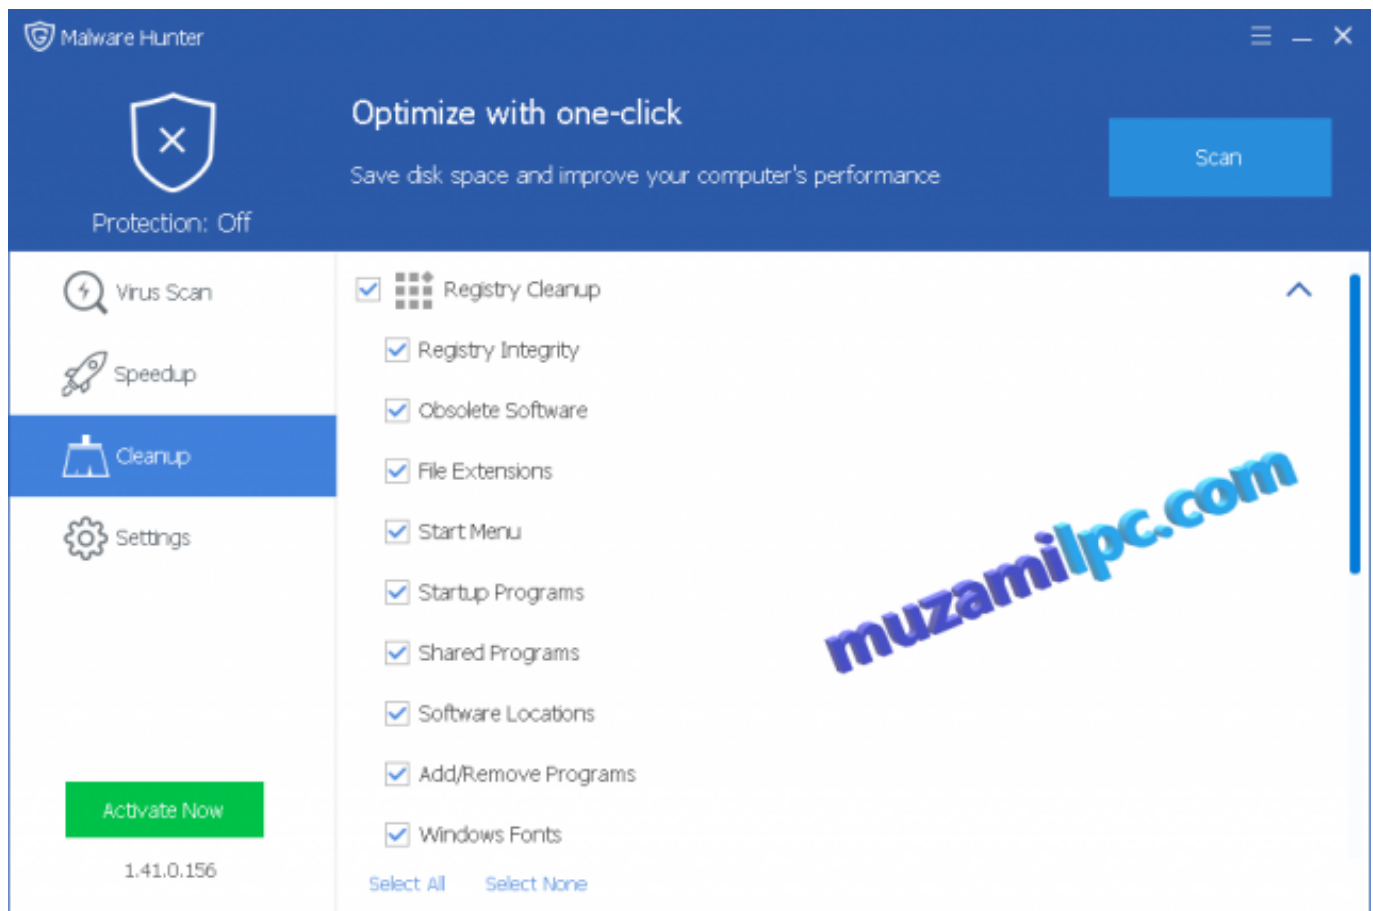 Malware Hunter
Optimize with one-click
Save disk space and improve your computer's performance
Scan
Protection: Off
Virus Scan
Speedup
Cleanup
Settings
Activate Now
1.41.0.156
Registry Cleanup
Registry Integrity
Obsolete Software
File Extensions
Start Menu
Startup Programs
Shared Programs
Software Locations
Add/Remove Programs
Windows Fonts
Select All Select None
muzamilpc.com